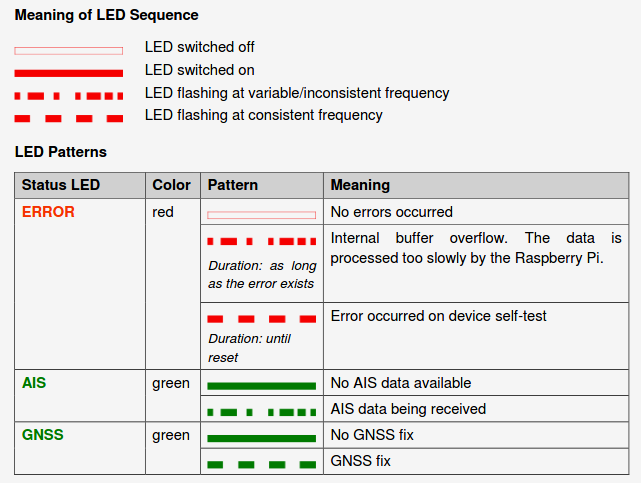 Meaning of LED Sequence
LED switched off
LED switched on
LED flashing at variable/inconsistent frequency
LED flashing at consistent frequency
LED Patterns
Status LED Color Pattern Meaning
ERROR red No errors occurred
Internal buffer overflow. The data is
processed too slowly by the Raspberry Pi.
Duration: as long
as the error exists
Error occurred on device self-test
Duration: until
reset
AIS green No AIS data available
AIS data being received
GNSS green No GNSS fix
GNSS fix